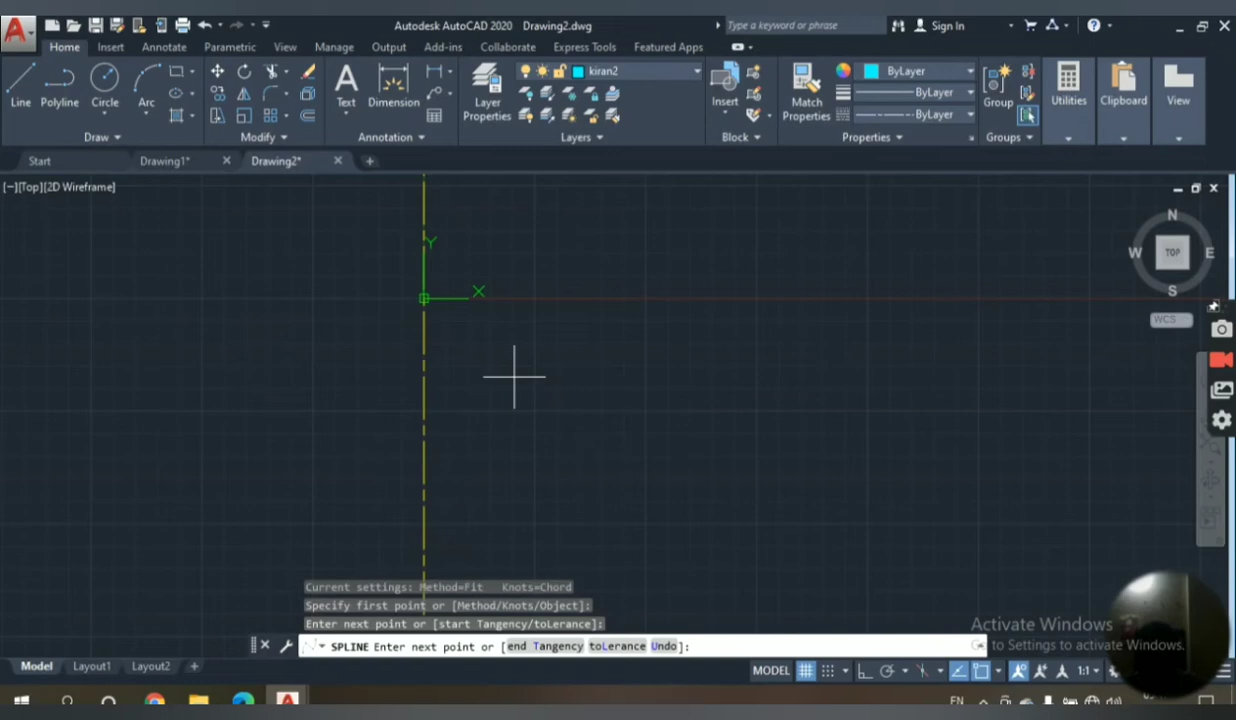 Autodesk AutoCAD 2020 Drawing2.dwg
Type a keyword or phrase
Sign In
Home Insert Annotate Parametric View Manage Output Add-ins Collaborate Express Tools Featured Apps
Line Polyline Circle Arc
Text Dimension
Layer Properties
kiran2
Insert
Match Properties
ByLayer
ByLayer
ByLayer
Group
Utilities Clipboard View
Draw Modify Annotation Layers Block Properties Groups
Start Drawing1* Drawing2*
[−][Top][2D Wireframe]
N
W TOP E
S
WCS
Y
X
Current settings: Method=Fit Knots=Chord
Specify first point or [Method/Knots/Object]:
Enter next point or [start Tangency/toLerance]:
SPLINE Enter next point or [end Tangency toLerance Undo]:
Activate Windows
to Settings to activate Windows.
Model Layout1 Layout2
MODEL 1:1
EN